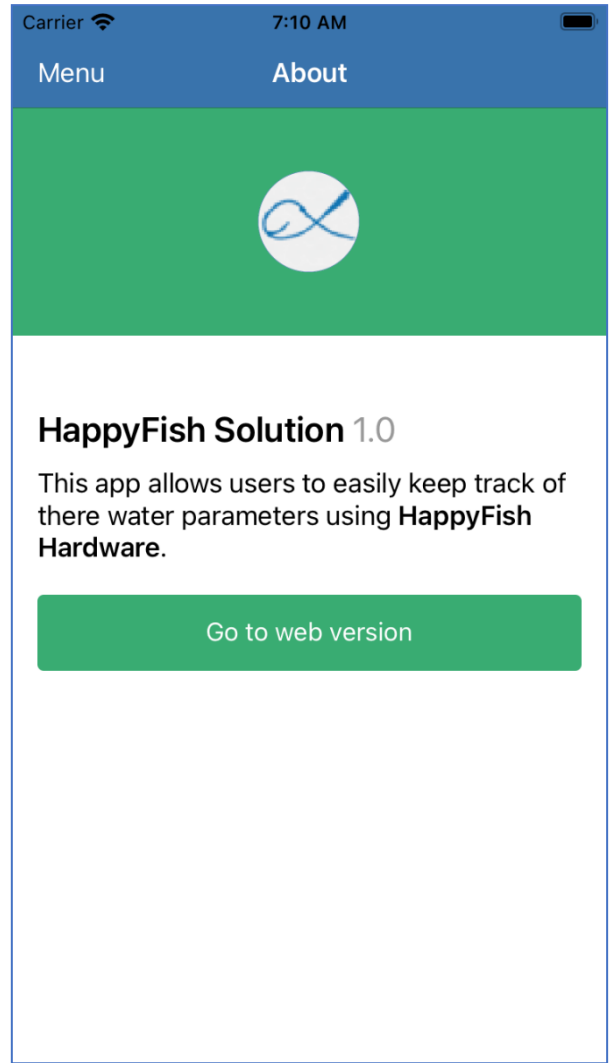 Carrier 7:10 AM
Menu About
HappyFish Solution 1.0
This app allows users to easily keep track of
there water parameters using HappyFish
Hardware.
Go to web version